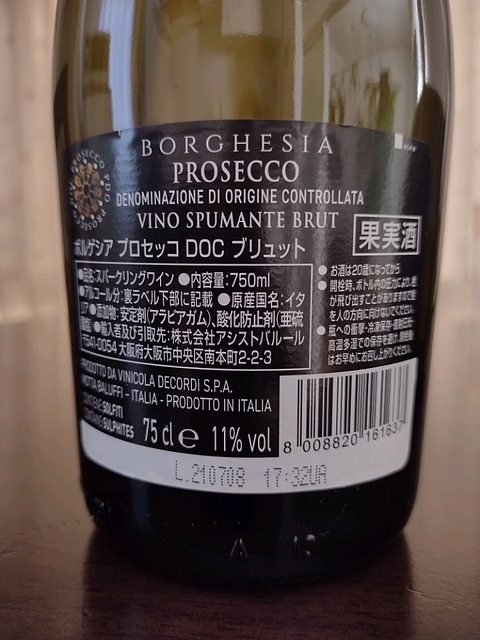 BORGHESIA
PROSECCO
DENOMINAZIONE DI ORIGINE CONTROLLATA
VINO SPUMANTE BRUT
ボルゲシア プロセッコ DOC ブリュット
果実酒
●品名:スパークリングワイン ●内容量:750ml
●アルコール分:裏ラベル下部に記載 ●原産国名:イタ
リア ●添加物:安定剤(アラビアガム)、酸化防止剤(亜硫
酸塩) ●輸入者及び引取先:株式会社アシストバルール
〒541-0054 大阪府大阪市中央区南本町2-2-3
●お酒は20歳になってから
●開栓時、ボトル内の圧力により、栓
が飛び出すことがありますので栓
を人の方向に向けないでください。
●瓶への衝撃・冷凍保存・直射日光・
高温多湿での保存を避け、開栓後
はお早めにお召し上がりください。
PRODOTTO DA VINICOLA DECORDI S.P.A.
MOTTA BALUFFI - ITALIA - PRODOTTO IN ITALIA
CONTIENE SOLFITI
CONTAINS SULPHITES
75 cl e 11% vol
8 008820 161637
L.210708 17:32UA